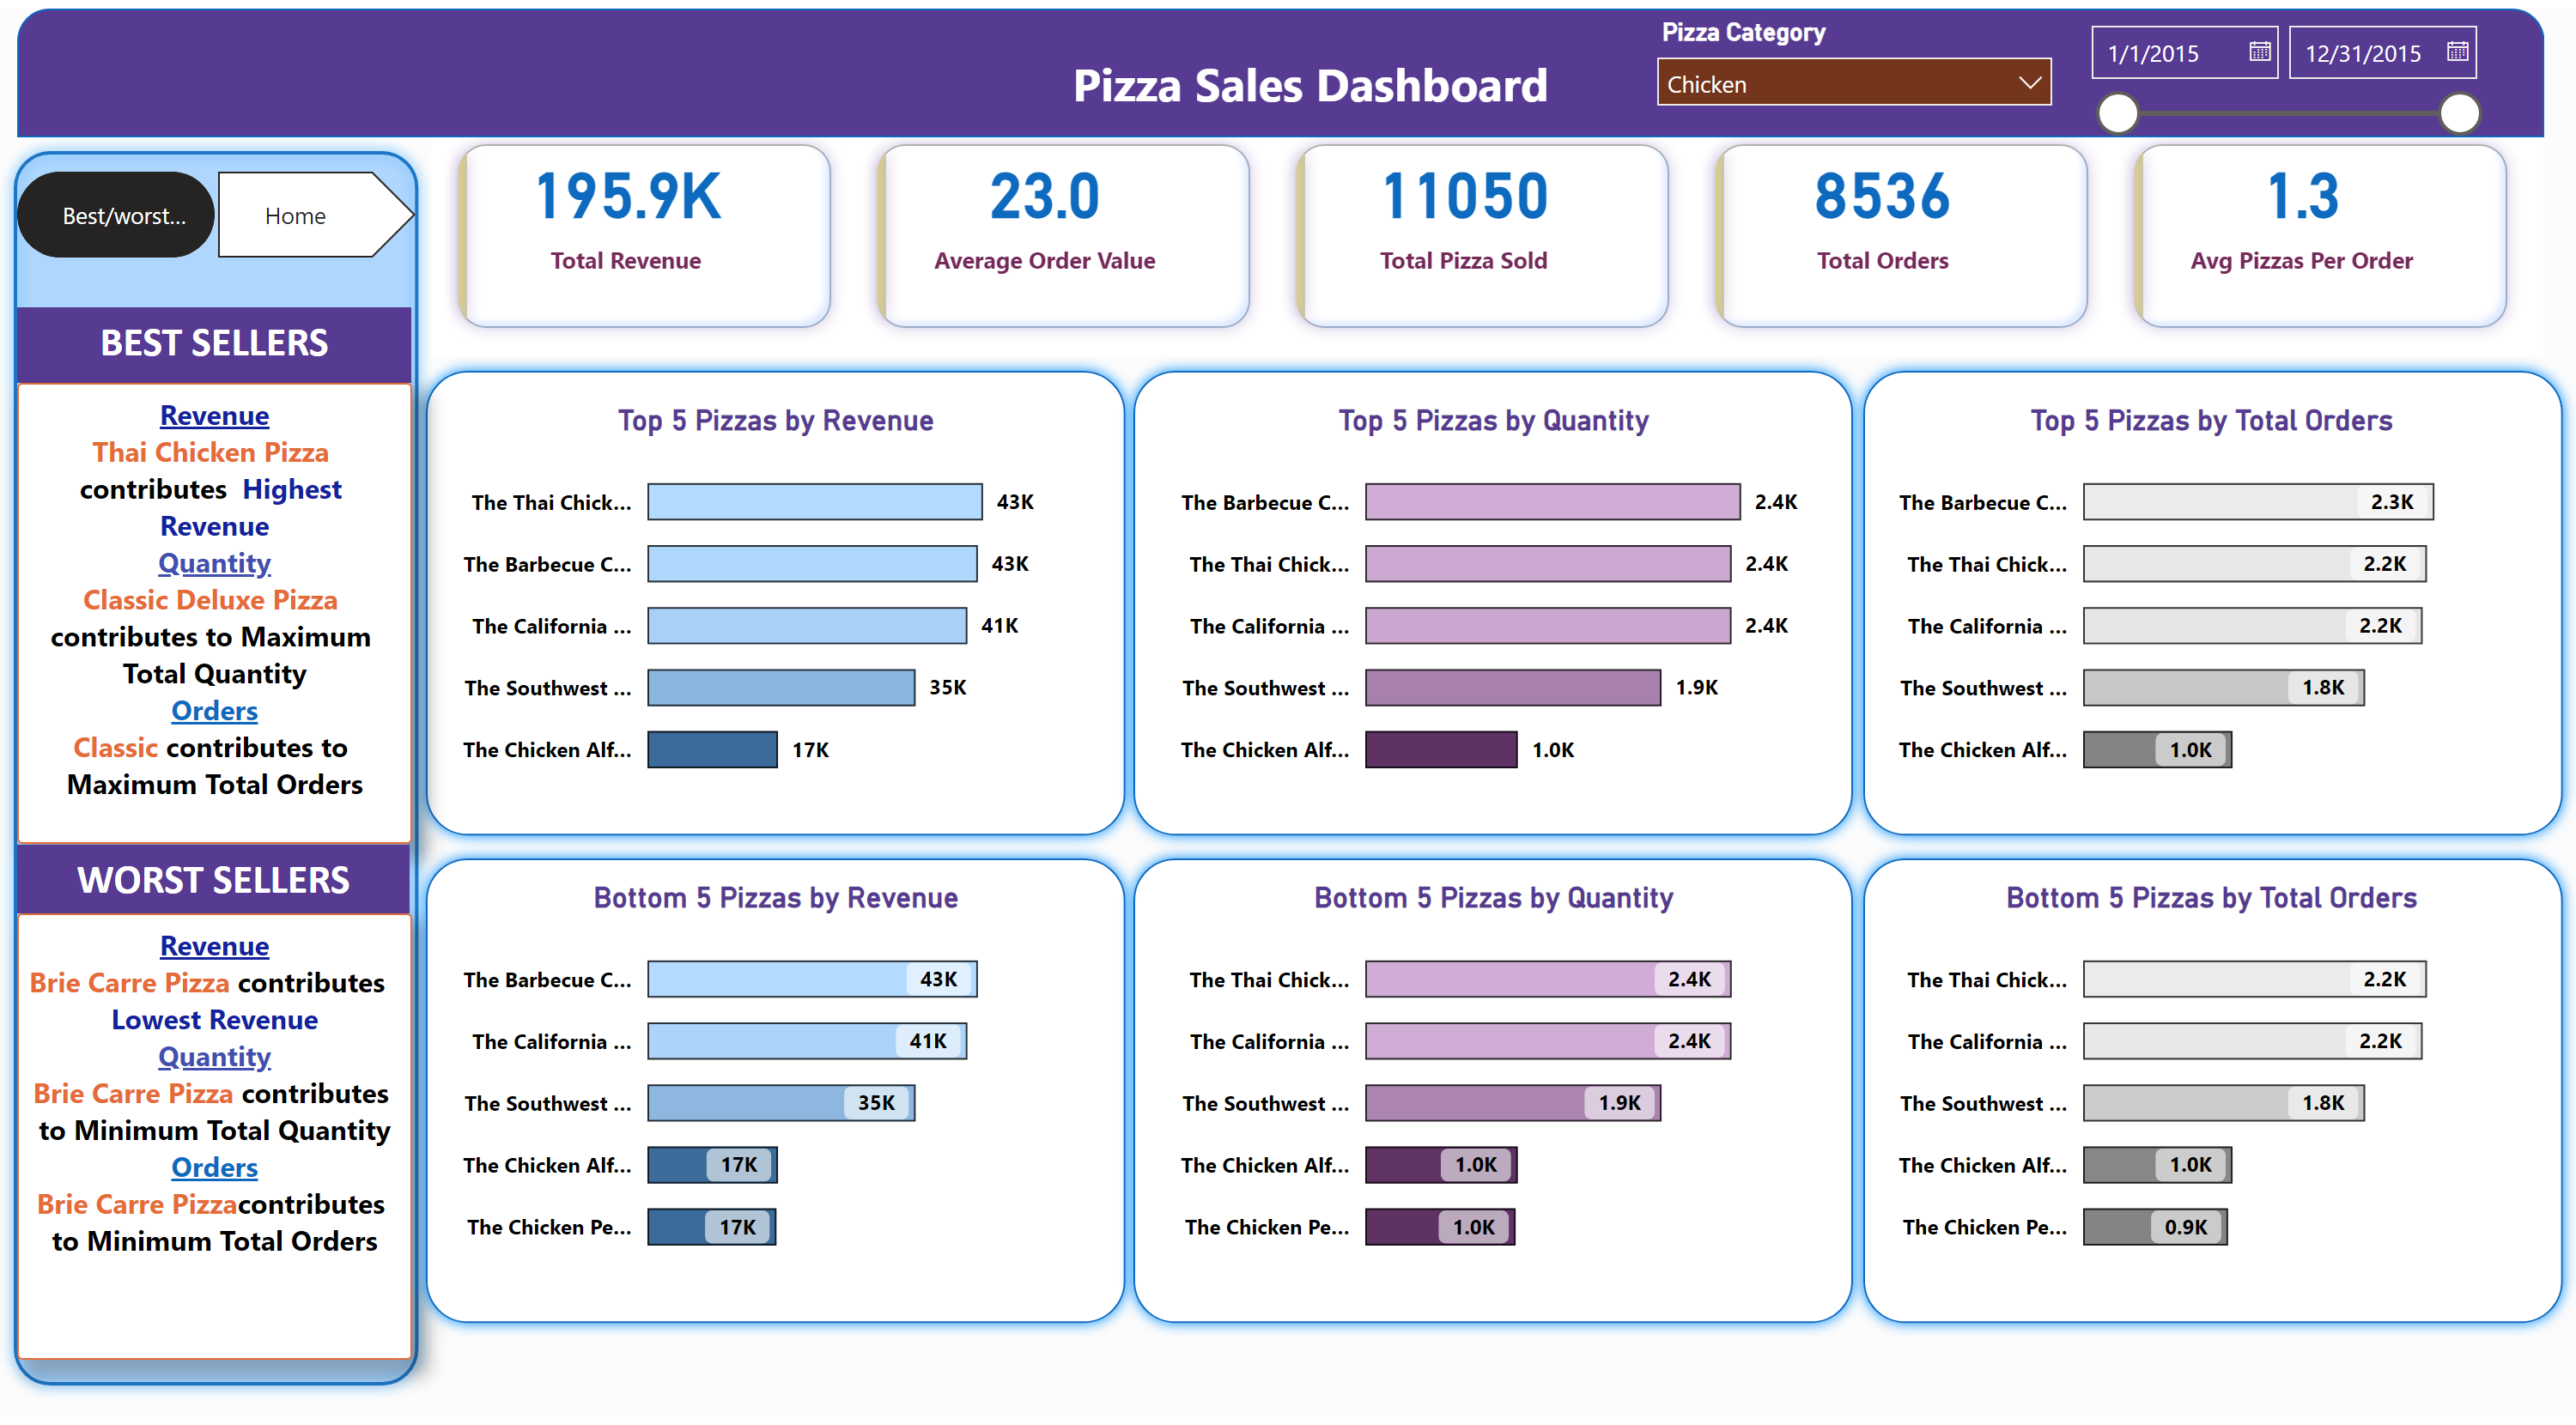 Pizza Sales Dashboard
Pizza Category
Chicken
1/1/2015
12/31/2015
Best/worst...
Home
195.9K
Total Revenue
23.0
Average Order Value
11050
Total Pizza Sold
8536
Total Orders
1.3
Avg Pizzas Per Order
BEST SELLERS
Revenue
Thai Chicken Pizza
contributes Highest
Revenue
Quantity
Classic Deluxe Pizza
contributes to Maximum
Total Quantity
Orders
Classic contributes to
Maximum Total Orders
WORST SELLERS
Revenue
Brie Carre Pizza contributes
Lowest Revenue
Quantity
Brie Carre Pizza contributes
to Minimum Total Quantity
Orders
Brie Carre Pizzacontributes
to Minimum Total Orders
Top 5 Pizzas by Revenue
The Thai Chick... 43K
The Barbecue C... 43K
The California ... 41K
The Southwest ... 35K
The Chicken Alf... 17K
Top 5 Pizzas by Quantity
The Barbecue C... 2.4K
The Thai Chick... 2.4K
The California ... 2.4K
The Southwest ... 1.9K
The Chicken Alf... 1.0K
Top 5 Pizzas by Total Orders
The Barbecue C... 2.3K
The Thai Chick... 2.2K
The California ... 2.2K
The Southwest ... 1.8K
The Chicken Alf... 1.0K
Bottom 5 Pizzas by Revenue
The Barbecue C... 43K
The California ... 41K
The Southwest ... 35K
The Chicken Alf... 17K
The Chicken Pe... 17K
Bottom 5 Pizzas by Quantity
The Thai Chick... 2.4K
The California ... 2.4K
The Southwest ... 1.9K
The Chicken Alf... 1.0K
The Chicken Pe... 1.0K
Bottom 5 Pizzas by Total Orders
The Thai Chick... 2.2K
The California ... 2.2K
The Southwest ... 1.8K
The Chicken Alf... 1.0K
The Chicken Pe... 0.9K